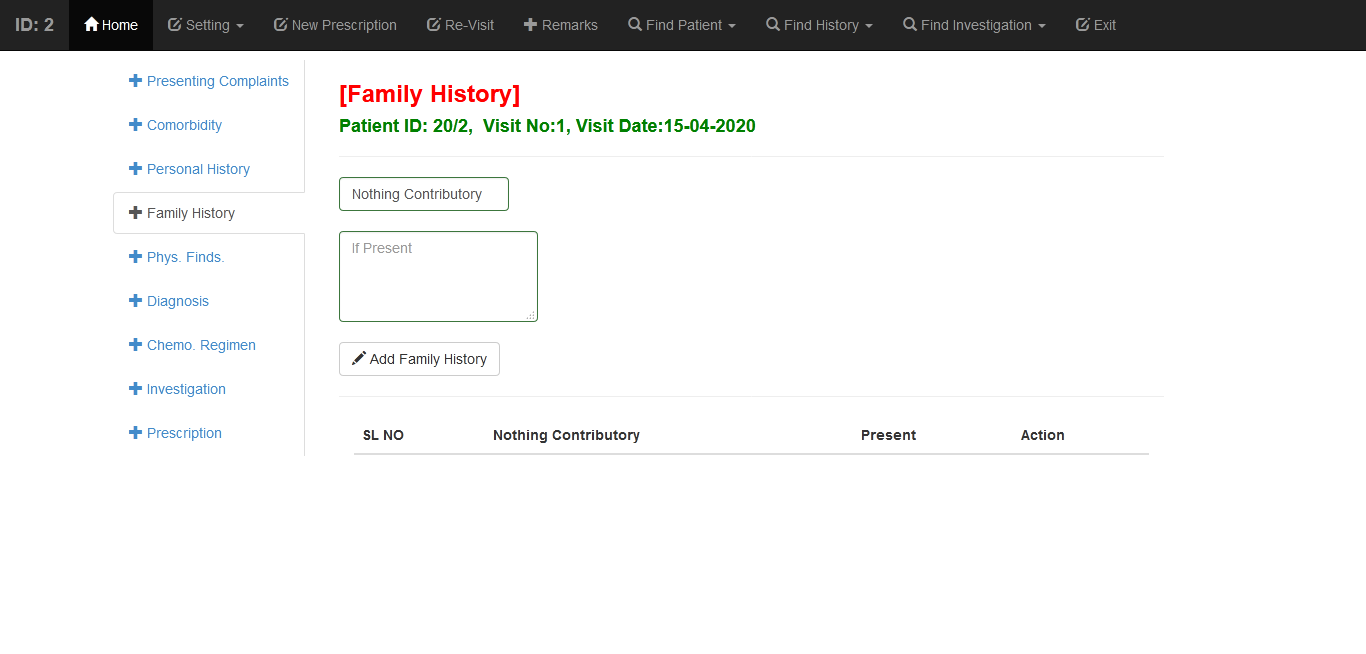 ID: 2 Home Setting New Prescription Re-Visit Remarks Find Patient Find History Find Investigation Exit
Presenting Complaints
Comorbidity
Personal History
Family History
Phys. Finds.
Diagnosis
Chemo. Regimen
Investigation
Prescription
[Family History]
Patient ID: 20/2, Visit No:1, Visit Date:15-04-2020
Nothing Contributory
If Present
Add Family History
SL NO Nothing Contributory Present Action